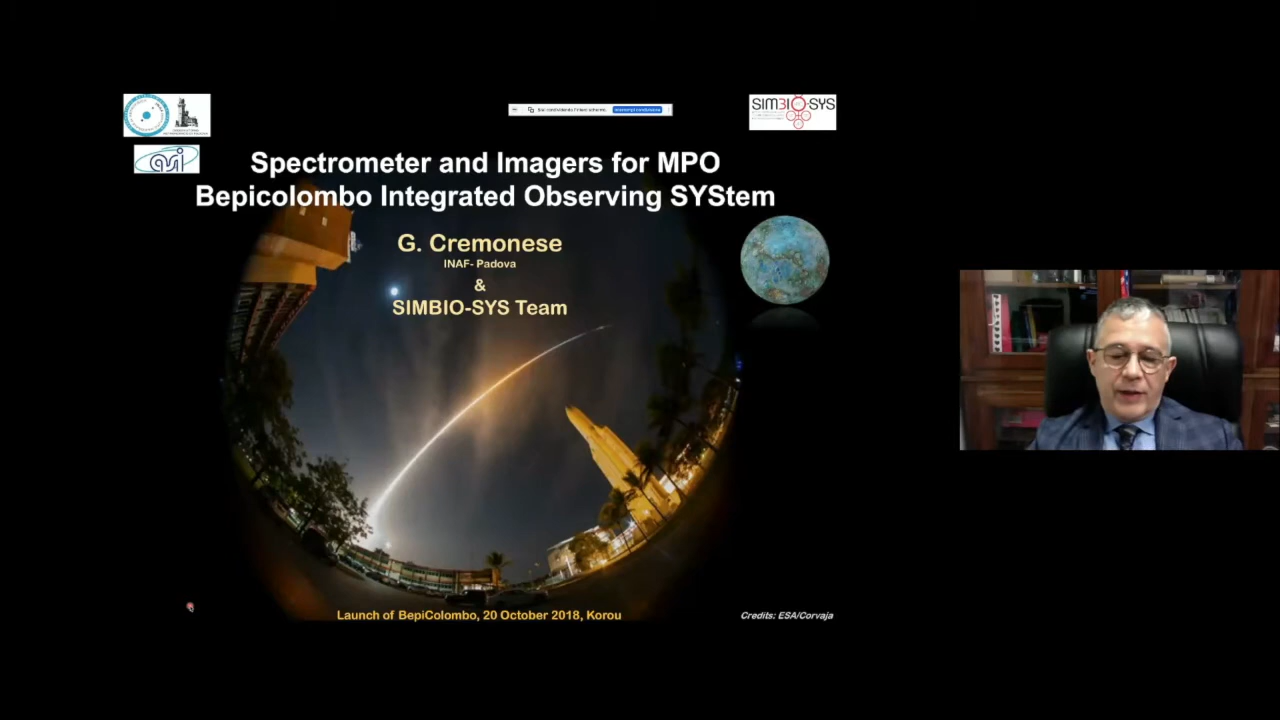 SIMBIO-SYS
asi
Spectrometer and Imagers for MPO
Bepicolombo Integrated Observing SYStem
G. Cremonese
INAF- Padova
&
SIMBIO-SYS Team
Launch of BepiColombo, 20 October 2018, Korou
Credits: ESA/Corvaja